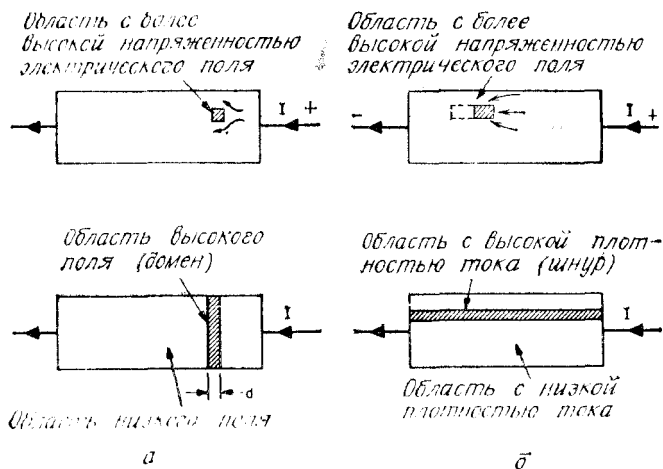 Область с более
высокой напряженностью
электрического поля
I +
Область с более
высокой напряженностью
электрического поля
-
I
+
Область высокого
поля (домен)
I
d
Область низкого поля
а
Область с высокой плот-
ностью тока (шнур)
I
Область с низкой
плотностью тока
б